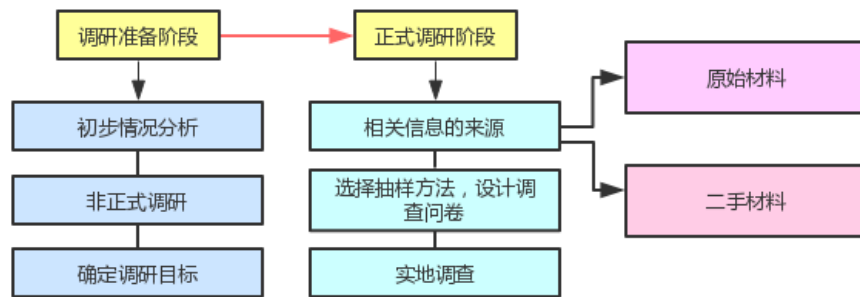 调研准备阶段
正式调研阶段
初步情况分析
相关信息的来源
原始材料
非正式调研
选择抽样方法，设计调
查问卷
二手材料
确定调研目标
实地调查